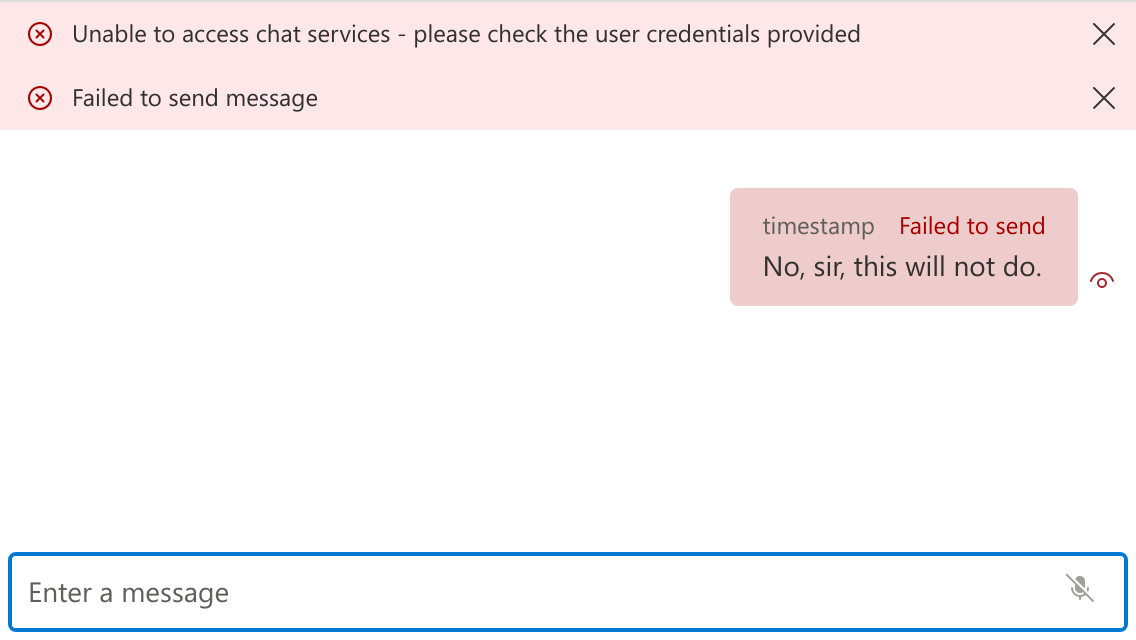 Unable to access chat services - please check the user credentials provided
Failed to send message
timestamp Failed to send
No, sir, this will not do.
Enter a message